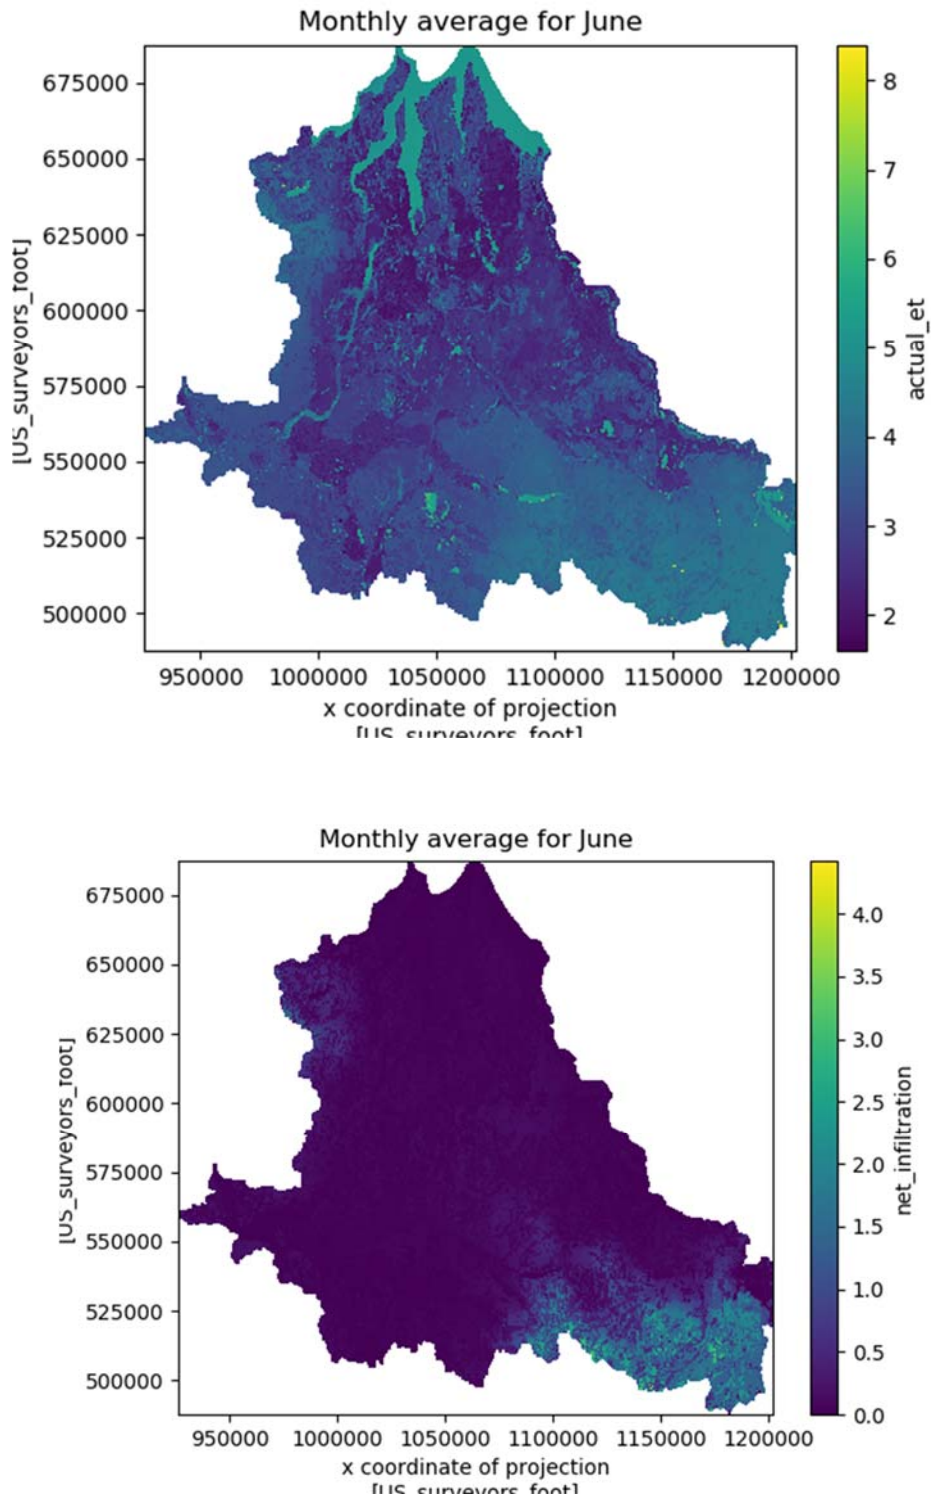 Monthly average for June
675000
650000
625000
600000
575000
550000
525000
500000
[US_surveyors_foot]
950000 1000000 1050000 1100000 1150000 1200000
x coordinate of projection
[US_surveyors_foot]
8
7
6
5
4
3
2
actual_et
Monthly average for June
675000
650000
625000
600000
575000
550000
525000
500000
[US_surveyors_foot]
950000 1000000 1050000 1100000 1150000 1200000
x coordinate of projection
[US_surveyors_foot]
4.0
3.5
3.0
2.5
2.0
1.5
1.0
0.5
0.0
net_infiltration